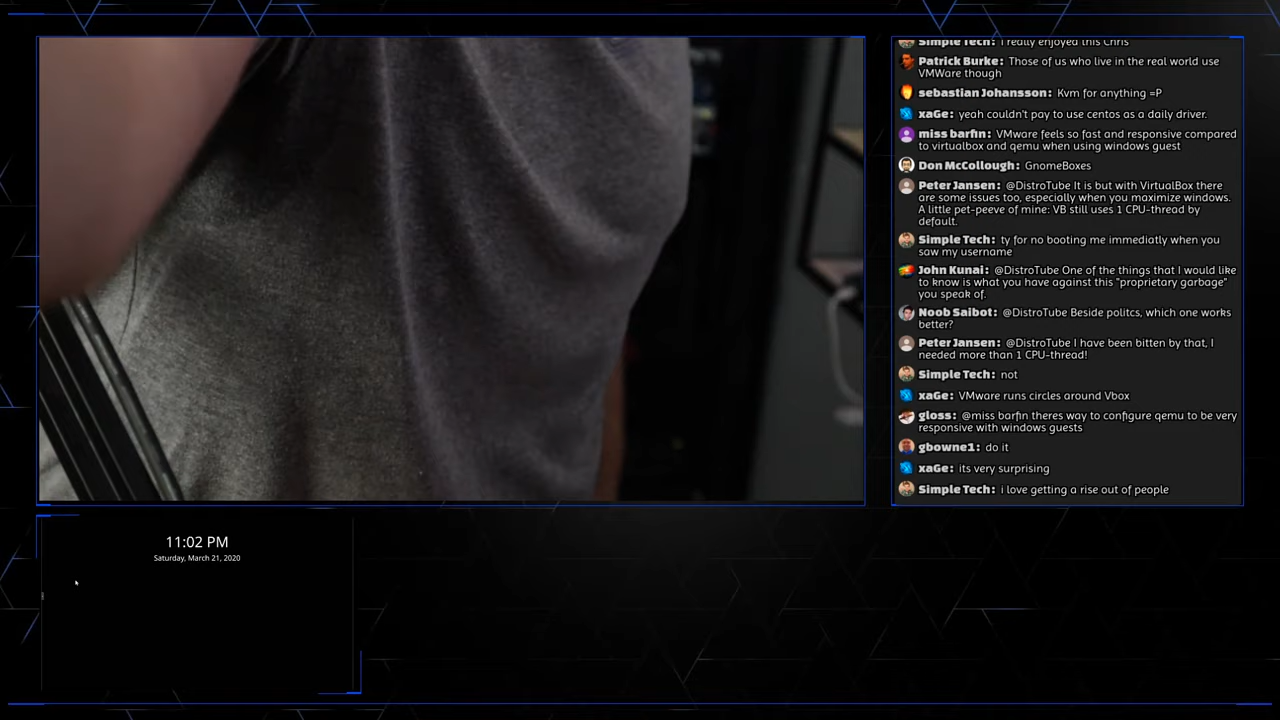 Simple Tech: I really enjoyed this Chris
Patrick Burke: Those of us who live in the real world use
VMWare though
sebastian Johansson: Kvm for anything =P
xaGe: yeah couldn't pay to use centos as a daily driver.
miss barfin: VMware feels so fast and responsive compared
to virtualbox and qemu when using windows guest
Don McCollough: GnomeBoxes
Peter Jansen: @DistroTube It is but with VirtualBox there
are some issues too, especially when you maximize windows.
A little pet-peeve of mine: VB still uses 1 CPU-thread by
default.
Simple Tech: ty for no booting me immediatly when you
saw my username
John Kunai: @DistroTube One of the things that I would like
to know is what you have against this "proprietary garbage"
you speak of.
Noob Saibot: @DistroTube Beside politcs, which one works
better?
Peter Jansen: @DistroTube I have been bitten by that, I
needed more than 1 CPU-thread!
Simple Tech: not
xaGe: VMware runs circles around Vbox
gloss: @miss barfin theres way to configure qemu to be very
responsive with windows guests
gbowne1: do it
xaGe: its very surprising
Simple Tech: i love getting a rise out of people
11:02 PM
Saturday, March 21, 2020